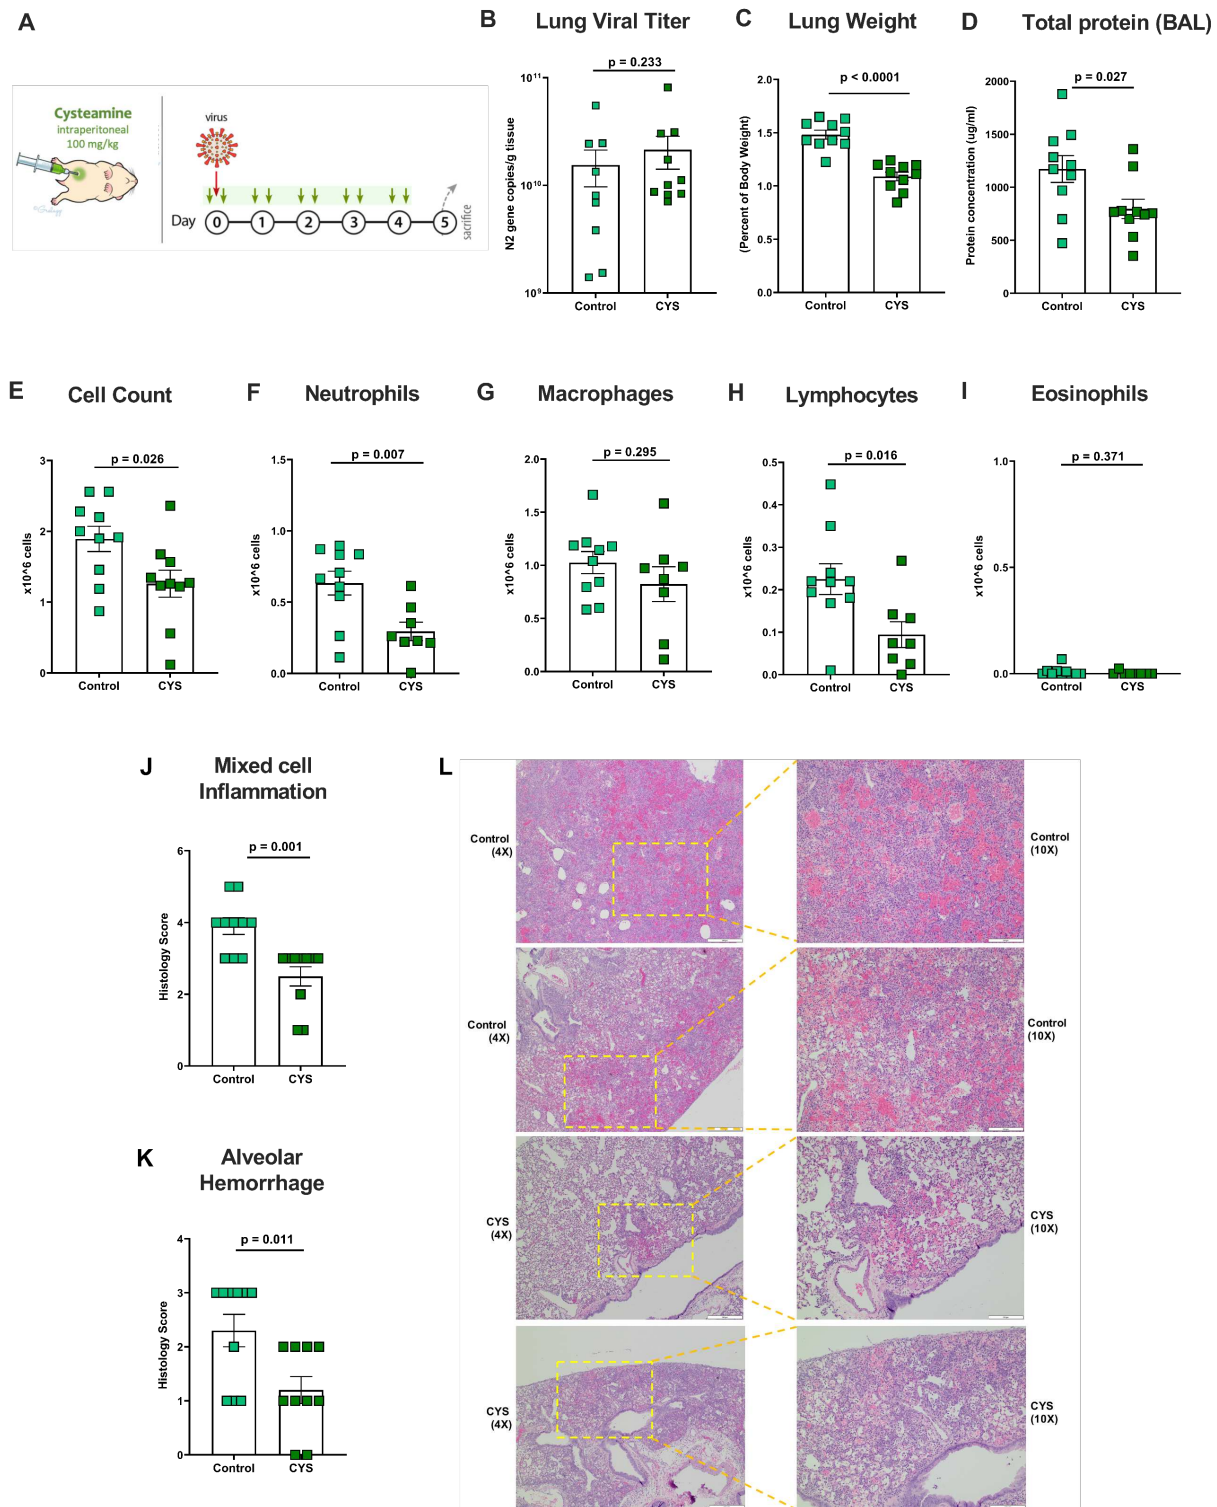 A
Cysteamine
intraperitoneal
100 mg/kg
virus
Day
0
1
2
3
4
5
sacrifice
B
Lung Viral Titer
p = 0.233
N2 gene copies/g tissue
10^11
10^10
10^9
Control
CYS
C
Lung Weight
p < 0.0001
(Percent of Body Weight)
2.0
1.5
1.0
0.5
0.0
Control
CYS
D
Total protein (BAL)
p = 0.027
Protein concentration (ug/ml)
2000
1500
1000
500
0
Control
CYS
E
Cell Count
p = 0.026
x10^6 cells
3
2
1
0
Control
CYS
F
Neutrophils
p = 0.007
x10^6 cells
1.5
1.0
0.5
0.0
Control
CYS
G
Macrophages
p = 0.295
x10^6 cells
2.0
1.5
1.0
0.5
0.0
Control
CYS
H
Lymphocytes
p = 0.016
x10^6 cells
0.5
0.4
0.3
0.2
0.1
0.0
Control
CYS
I
Eosinophils
p = 0.371
x10^6 cells
1.0
0.5
0.0
Control
CYS
J
Mixed cell
Inflammation
p = 0.001
Histology Score
6
4
2
0
Control
CYS
K
Alveolar
Hemorrhage
p = 0.011
Histology Score
4
3
2
1
0
Control
CYS
L
Control
(4X)
Control
(10X)
Control
(4X)
Control
(10X)
CYS
(4X)
CYS
(10X)
CYS
(4X)
CYS
(10X)